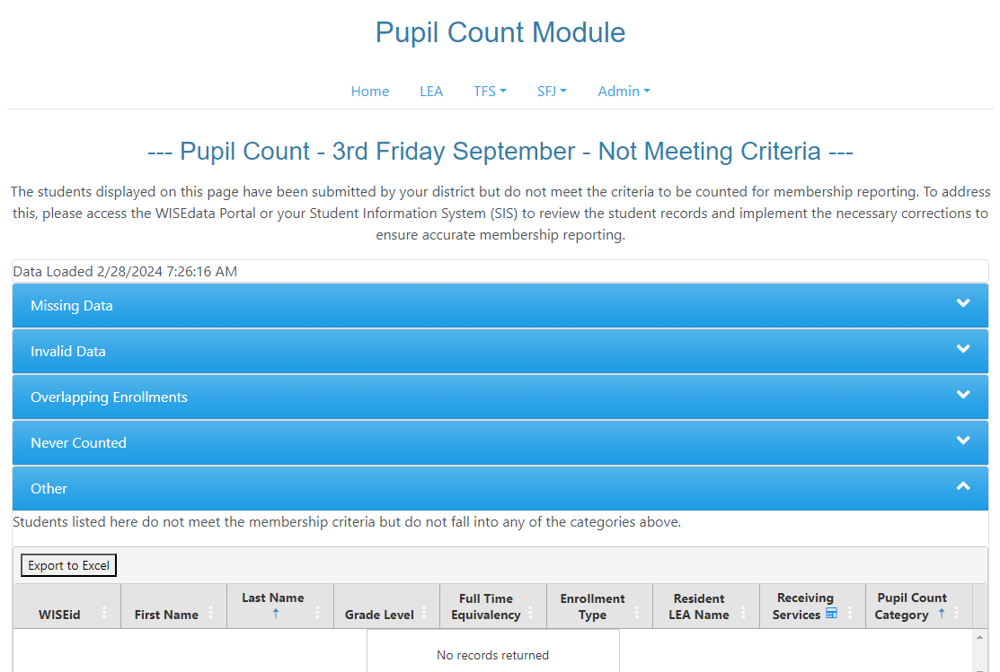 Pupil Count Module
Home LEA TFS SFJ Admin
--- Pupil Count - 3rd Friday September - Not Meeting Criteria ---
The students displayed on this page have been submitted by your district but do not meet the criteria to be counted for membership reporting. To address
this, please access the WISEdata Portal or your Student Information System (SIS) to review the student records and implement the necessary corrections to
ensure accurate membership reporting.
Data Loaded 2/28/2024 7:26:16 AM
Missing Data
Invalid Data
Overlapping Enrollments
Never Counted
Other
Students listed here do not meet the membership criteria but do not fall into any of the categories above.
Export to Excel
WISEid
First Name
Last Name ↑
Grade Level
Full Time
Equivalency
Enrollment
Type
Resident
LEA Name
Receiving
Services
Pupil Count
Category ↑
No records returned